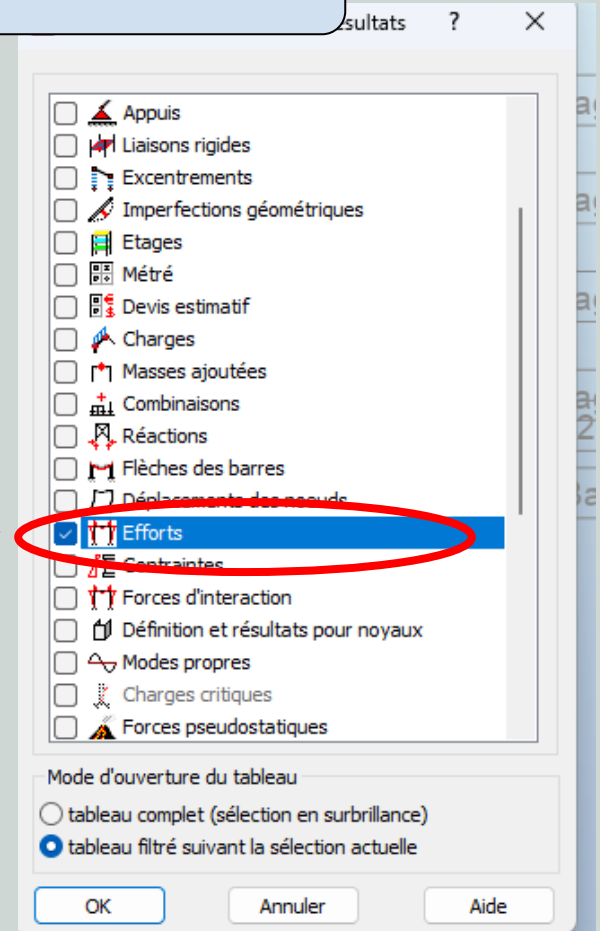 ésultats ? ×
Appuis
Liaisons rigides
Excentrements
Imperfections géométriques
Etages
Métré
Devis estimatif
Charges
Masses ajoutées
Combinaisons
Réactions
Flèches des barres
Déplacements des noeuds
Efforts
Contraintes
Forces d'interaction
Définition et résultats pour noyaux
Modes propres
Charges critiques
Forces pseudostatiques
Mode d'ouverture du tableau
tableau complet (sélection en surbrillance)
tableau filtré suivant la sélection actuelle
OK Annuler Aide